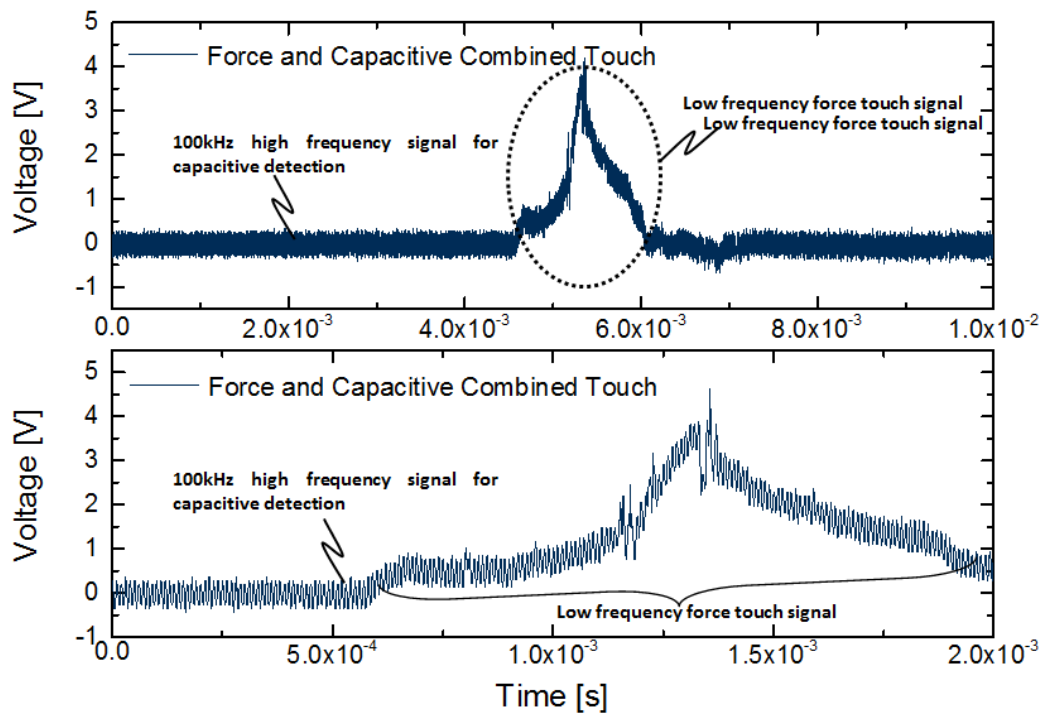 5
Force and Capacitive Combined Touch
4
Low frequency force touch signal
Low frequency force touch signal
3
100kHz high frequency signal for
capacitive detection
2
1
0
-1
Voltage [V]
0.0 2.0x10⁻³ 4.0x10⁻³ 6.0x10⁻³ 8.0x10⁻³ 1.0x10⁻²
5
Force and Capacitive Combined Touch
4
3
100kHz high frequency signal for
capacitive detection
2
1
0
Low frequency force touch signal
-1
Voltage [V]
0.0 5.0x10⁻⁴ 1.0x10⁻³ 1.5x10⁻³ 2.0x10⁻³
Time [s]